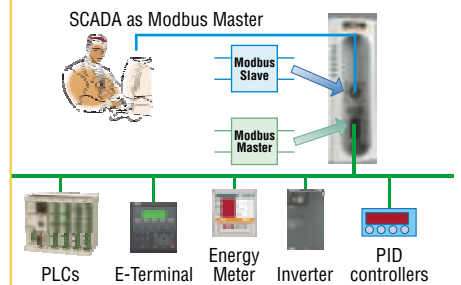 SCADA as Modbus Master
Modbus
Slave
Modbus
Master
PLCs
E-Terminal
Energy
Meter
Inverter
PID
controllers